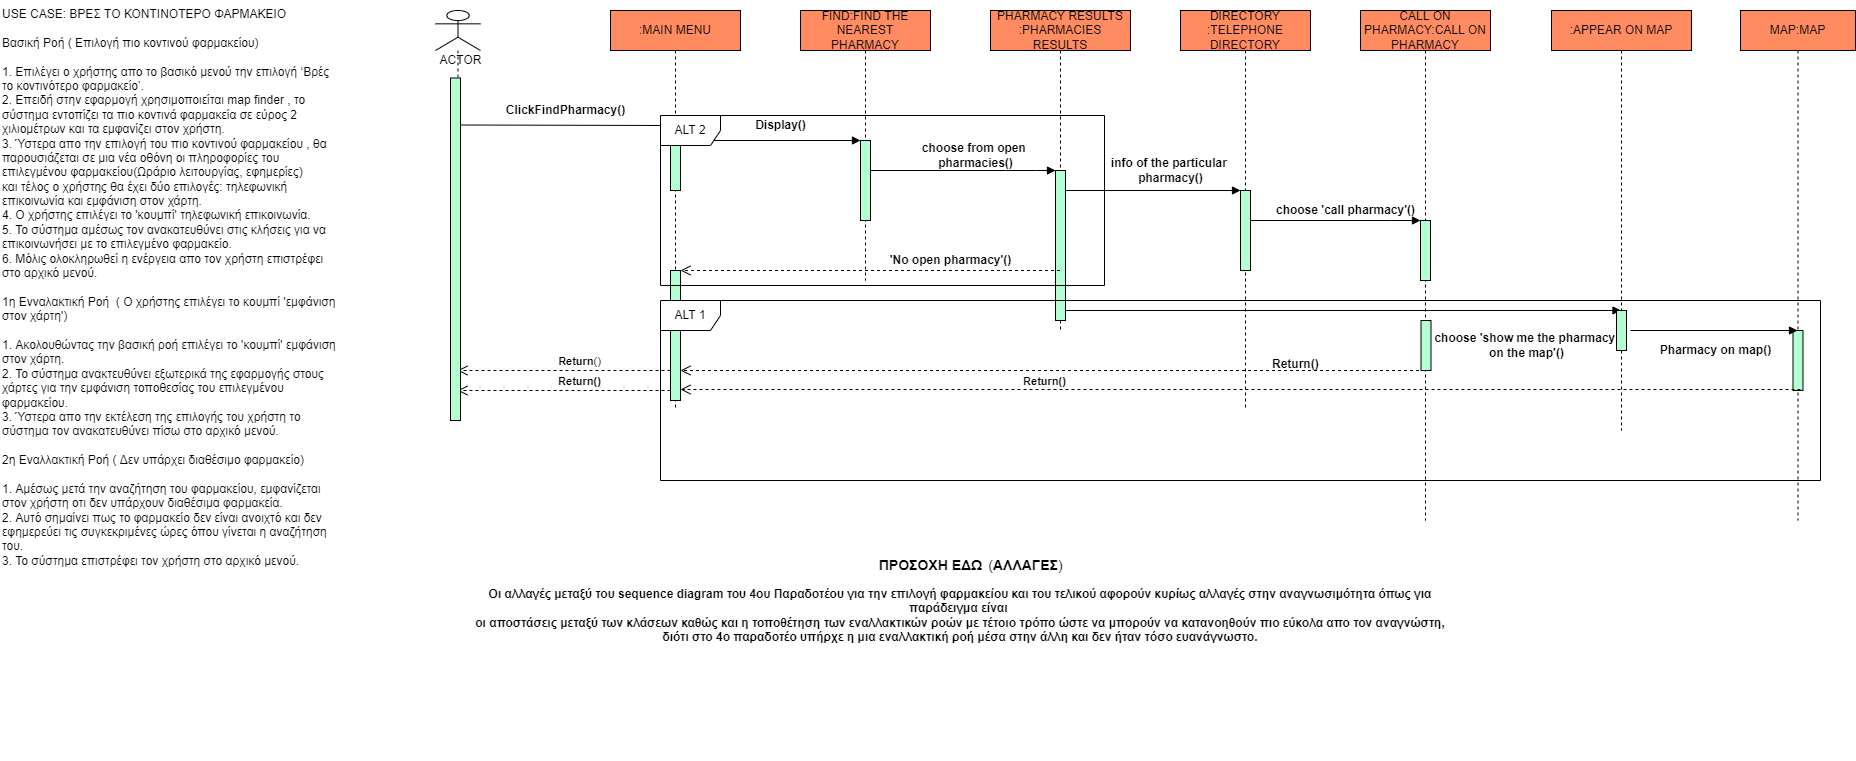 USE CASE: ΒΡΕΣ ΤΟ ΚΟΝΤΙΝΟΤΕΡΟ ΦΑΡΜΑΚΕΙΟ
Βασική Ροή ( Επιλογή πιο κοντινού φαρμακείου)
1. Επιλέγει ο χρήστης απο το βασικό μενού την επιλογή ‘Βρές
το κοντινότερο φαρμακείο’.
2. Επειδή στην εφαρμογή χρησιμοποιείται map finder , το
σύστημα εντοπίζει τα πιο κοντινά φαρμακεία σε εύρος 2
χιλιομέτρων και τα εμφανίζει στον χρήστη.
3. Ύστερα απο την επιλογή του πιο κοντινού φαρμακείου , θα
παρουσιάζεται σε μια νέα οθόνη οι πληροφορίες του
επιλεγμένου φαρμακείου(Ωράριο λειτουργίας, εφημερίες)
και τέλος ο χρήστης θα έχει δύο επιλογές: τηλεφωνική
επικοινωνία και εμφάνιση στον χάρτη.
4. Ο χρήστης επιλέγει το 'κουμπί' τηλεφωνική επικοινωνία.
5. Το σύστημα αμέσως τον ανακατευθύνει στις κλήσεις για να
επικοινωνήσει με το επιλεγμένο φαρμακείο.
6. Μόλις ολοκληρωθεί η ενέργεια απο τον χρήστη επιστρέφει
στο αρχικό μενού.
1η Ενναλακτική Ροή  ( Ο χρήστης επιλέγει το κουμπί 'εμφάνιση
στον χάρτη')
1. Ακολουθώντας την βασική ροή επιλέγει το 'κουμπί' εμφάνιση
στον χάρτη.
2. Το σύστημα ανακτευθύνει εξωτερικά της εφαρμογής στους
χάρτες για την εμφάνιση τοποθεσίας του επιλεγμένου
φαρμακείου.
3. Ύστερα απο την εκτέλεση της επιλογής του χρήστη το
σύστημα τον ανακατευθύνει πίσω στο αρχικό μενού.
2η Εναλλακτική Ροή ( Δεν υπάρχει διαθέσιμο φαρμακείο)
1. Αμέσως μετά την αναζήτηση του φαρμακείου, εμφανίζεται
στον χρήστη οτι δεν υπάρχουν διαθέσιμα φαρμακεία.
2. Αυτό σημαίνει πως το φαρμακείο δεν είναι ανοιχτό και δεν
εφημερεύει τις συγκεκριμένες ώρες όπου γίνεται η αναζήτηση
του.
3. Το σύστημα επιστρέφει τον χρήστη στο αρχικό μενού.
ACTOR
:MAIN MENU
FIND:FIND THE
NEAREST
PHARMACY
PHARMACY RESULTS
:PHARMACIES
RESULTS
DIRECTORY
:TELEPHONE
DIRECTORY
CALL ON
PHARMACY:CALL ON
PHARMACY
:APPEAR ON MAP
MAP:MAP
ClickFindPharmacy()
ALT 2
Display()
choose from open
pharmacies()
info of the particular
pharmacy()
choose 'call pharmacy'()
'No open pharmacy'()
ALT 1
choose 'show me the pharmacy
on the map'()
Pharmacy on map()
Return()
Return()
Return()
Return()
ΠΡΟΣΟΧΗ ΕΔΩ (ΑΛΛΑΓΕΣ)
Οι αλλαγές μεταξύ του sequence diagram του 4ου Παραδοτέου για την επιλογή φαρμακείου και του τελικού αφορούν κυρίως αλλαγές στην αναγνωσιμότητα όπως για
παράδειγμα είναι
οι αποστάσεις μεταξύ των κλάσεων καθώς και η τοποθέτηση των εναλλακτικών ροών με τέτοιο τρόπο ώστε να μπορούν να κατανοηθούν πιο εύκολα απο τον αναγνώστη,
διότι στο 4ο παραδοτέο υπήρχε η μια εναλλακτική ροή μέσα στην άλλη και δεν ήταν τόσο ευανάγνωστο.